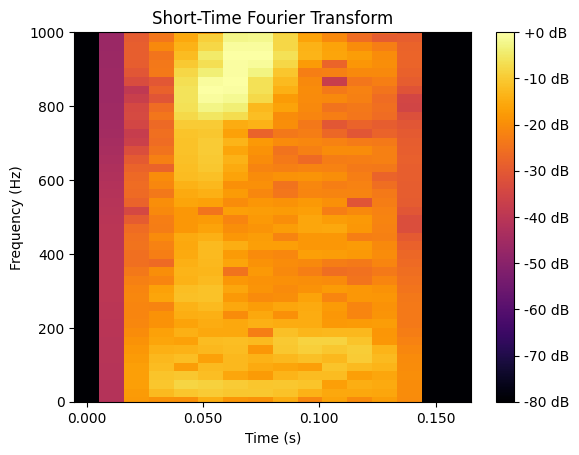 Short-Time Fourier Transform
1000
800
600
400
200
0
Frequency (Hz)
0.000
0.050
0.100
0.150
Time (s)
+0 dB
-10 dB
-20 dB
-30 dB
-40 dB
-50 dB
-60 dB
-70 dB
-80 dB